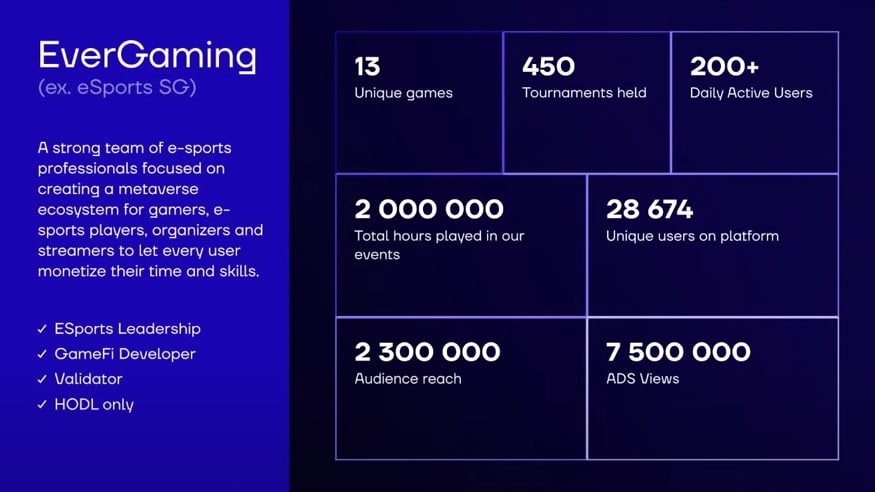 EverGaming
(ex. eSports SG)
A strong team of e-sports
professionals focused on
creating a metaverse
ecosystem for gamers, e-
sports players, organizers and
streamers to let every user
monetize their time and skills.
✓ ESports Leadership
✓ GameFi Developer
✓ Validator
✓ HODL only
13
Unique games
450
Tournaments held
200+
Daily Active Users
2 000 000
Total hours played in our
events
28 674
Unique users on platform
2 300 000
Audience reach
7 500 000
ADS Views